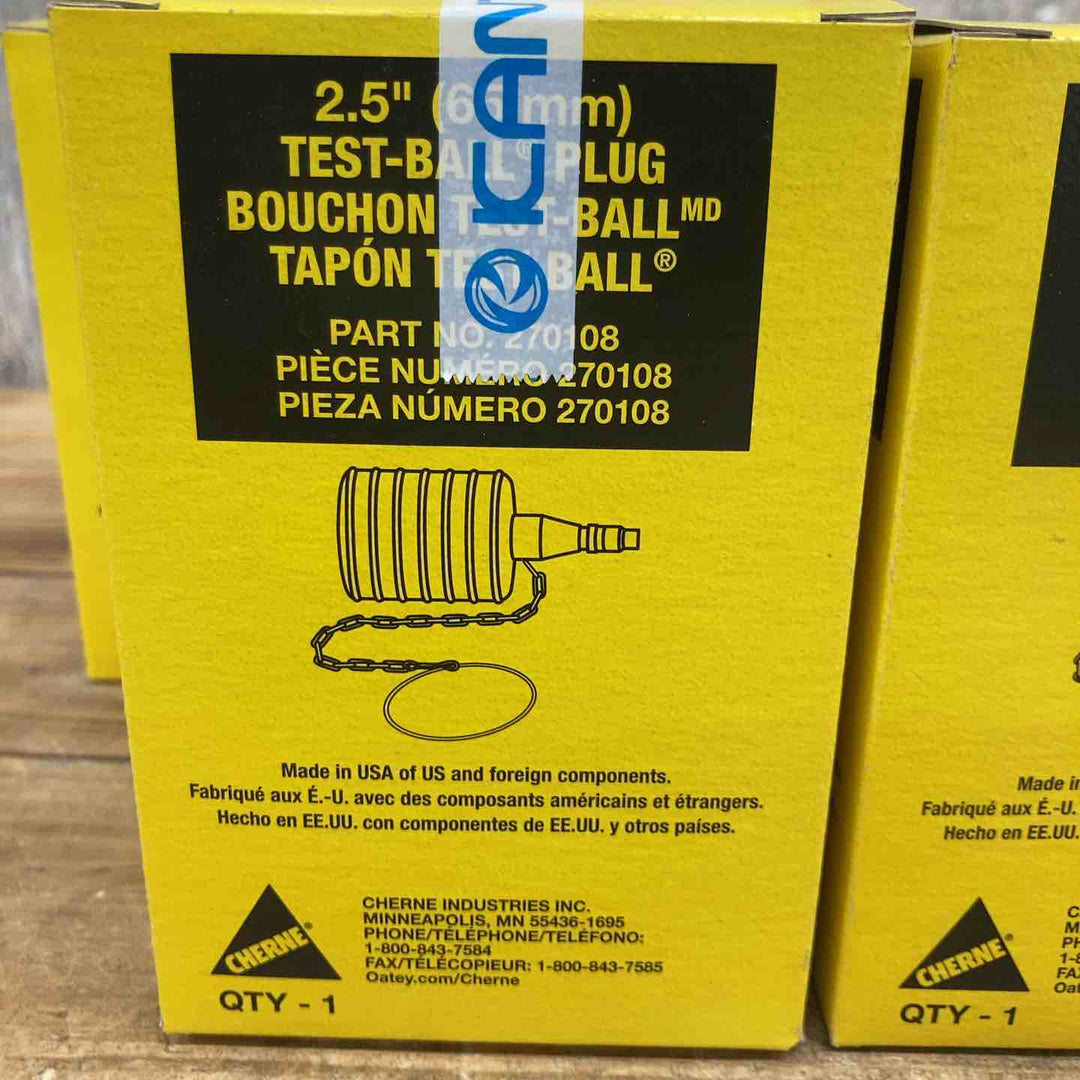 2.5" (65 mm)
TEST-BALL® PLUG
BOUCHON TEST-BALL MD
TAPÓN TEST-BALL®
PART NO. 270108
PIÈCE NUMÉRO 270108
PIEZA NÚMERO 270108
OKAN
Made in USA of US and foreign components.
Fabriqué aux É.-U. avec des composants américains et étrangers.
Hecho en EE.UU. con componentes de EE.UU. y otros países.
CHERNE®
QTY - 1
CHERNE INDUSTRIES INC.
MINNEAPOLIS, MN 55436-1695
PHONE/TÉLÉPHONE/TELÉFONO:
1-800-843-7584
FAX/TÉLÉCOPIEUR: 1-800-843-7585
Oatey.com/Cherne
Made in
Fabriqué aux É.-U.
Hecho en EE.UU.
CHERNE®
QTY - 1